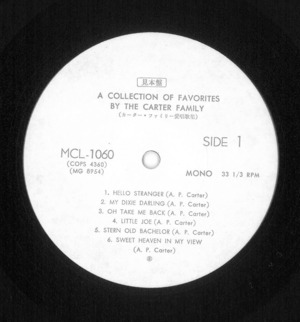 見本盤
A COLLECTION OF FAVORITES
BY THE CARTER FAMILY
(カーター・ファミリー愛唱歌集)
SIDE 1
MCL-1060
(COPS 4360)
(MG 8964)
MONO 33 1/3 RPM
1. HELLO STRANGER (A. P. Carter)
2. MY DIXIE DARLING (A. P. Carter)
3. OH TAKE ME BACK (A. P. Carter)
4. LITTLE JOE (A. P. Carter)
5. STERN OLD BACHELOR (A. P. Carter)
6. SWEET HEAVEN IN MY VIEW
(A. P. Carter)